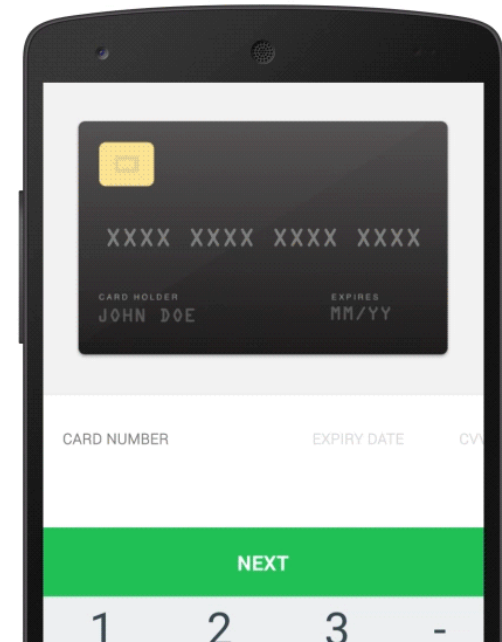 XXXX XXXX XXXX XXXX
CARD HOLDER EXPIRES
JOHN DOE MM/YY
CARD NUMBER EXPIRY DATE CVV
NEXT
1 2 3 -